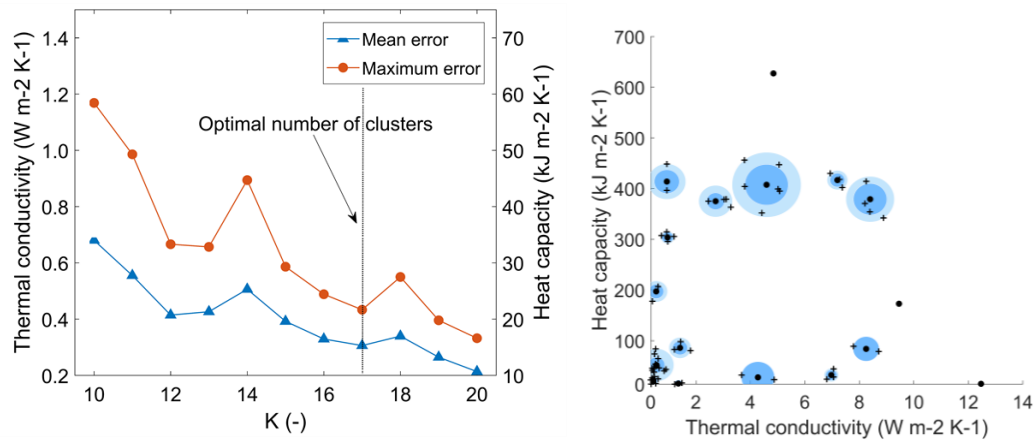 Thermal conductivity (W m-2 K-1)
1.4
1.2
1.0
0.8
0.6
0.4
0.2
Mean error
Maximum error
Optimal number of clusters
10 12 14 16 18 20
K (-)
70
60
50
40
30
20
10
Heat capacity (kJ m-2 K-1)
Heat capacity (kJ m-2 K-1)
700
600
500
400
300
200
100
0
0 2 4 6 8 10 12 14
Thermal conductivity (W m-2 K-1)